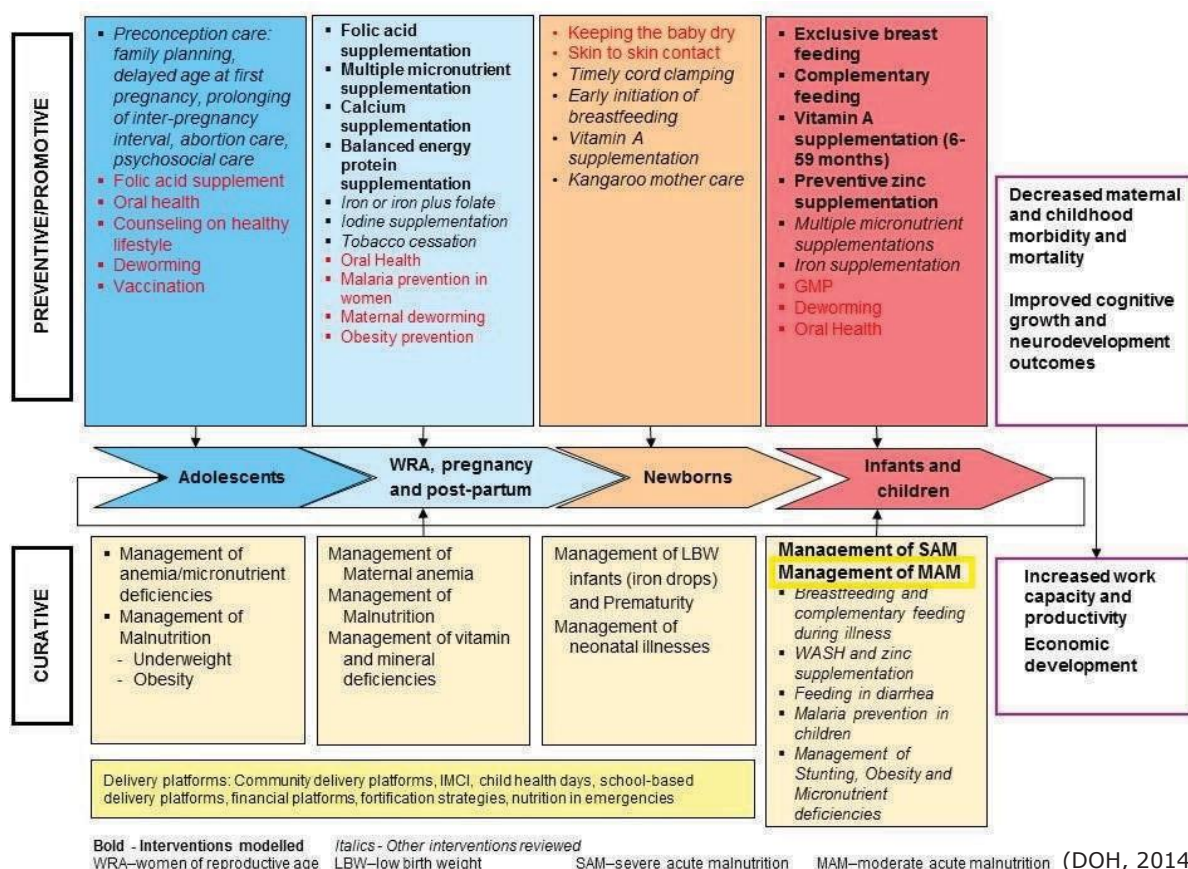 PREVENTIVE/PROMOTIVE
▪ Preconception care:
family planning,
delayed age at first
pregnancy, prolonging
of inter-pregnancy
interval, abortion care,
psychosocial care
▪ Folic acid supplement
▪ Oral health
▪ Counseling on healthy
lifestyle
▪ Deworming
▪ Vaccination
▪ Folic acid
supplementation
▪ Multiple micronutrient
supplementation
▪ Calcium
supplementation
▪ Balanced energy
protein
supplementation
▪ Iron or iron plus folate
▪ Iodine supplementation
▪ Tobacco cessation
▪ Oral Health
▪ Malaria prevention in
women
▪ Maternal deworming
▪ Obesity prevention
• Keeping the baby dry
• Skin to skin contact
• Timely cord clamping
• Early initiation of
breastfeeding
• Vitamin A
supplementation
• Kangaroo mother care
▪ Exclusive breast
feeding
▪ Complementary
feeding
▪ Vitamin A
supplementation (6-
59 months)
▪ Preventive zinc
supplementation
▪ Multiple micronutrient
supplementations
▪ Iron supplementation
▪ GMP
▪ Deworming
▪ Oral Health
Decreased maternal
and childhood
morbidity and
mortality
Improved cognitive
growth and
neurodevelopment
outcomes
Adolescents
WRA, pregnancy
and post-partum
Newborns
Infants and
children
CURATIVE
▪ Management of
anemia/micronutrient
deficiencies
▪ Management of
Malnutrition
- Underweight
- Obesity
Management of
Maternal anemia
Management of
Malnutrition
Management of vitamin
and mineral
deficiencies
Management of LBW
infants (iron drops)
and Prematurity
Management of
neonatal illnesses
Management of SAM
Management of MAM
▪ Breastfeeding and
complementary feeding
during illness
▪ WASH and zinc
supplementation
▪ Feeding in diarrhea
▪ Malaria prevention in
children
▪ Management of
Stunting, Obesity and
Micronutrient
deficiencies
Increased work
capacity and
productivity
Economic
development
Delivery platforms: Community delivery platforms, IMCI, child health days, school-based
delivery platforms, financial platforms, fortification strategies, nutrition in emergencies
Bold - Interventions modelled Italics - Other interventions reviewed
WRA–women of reproductive age LBW–low birth weight SAM–severe acute malnutrition MAM–moderate acute malnutrition (DOH, 2014